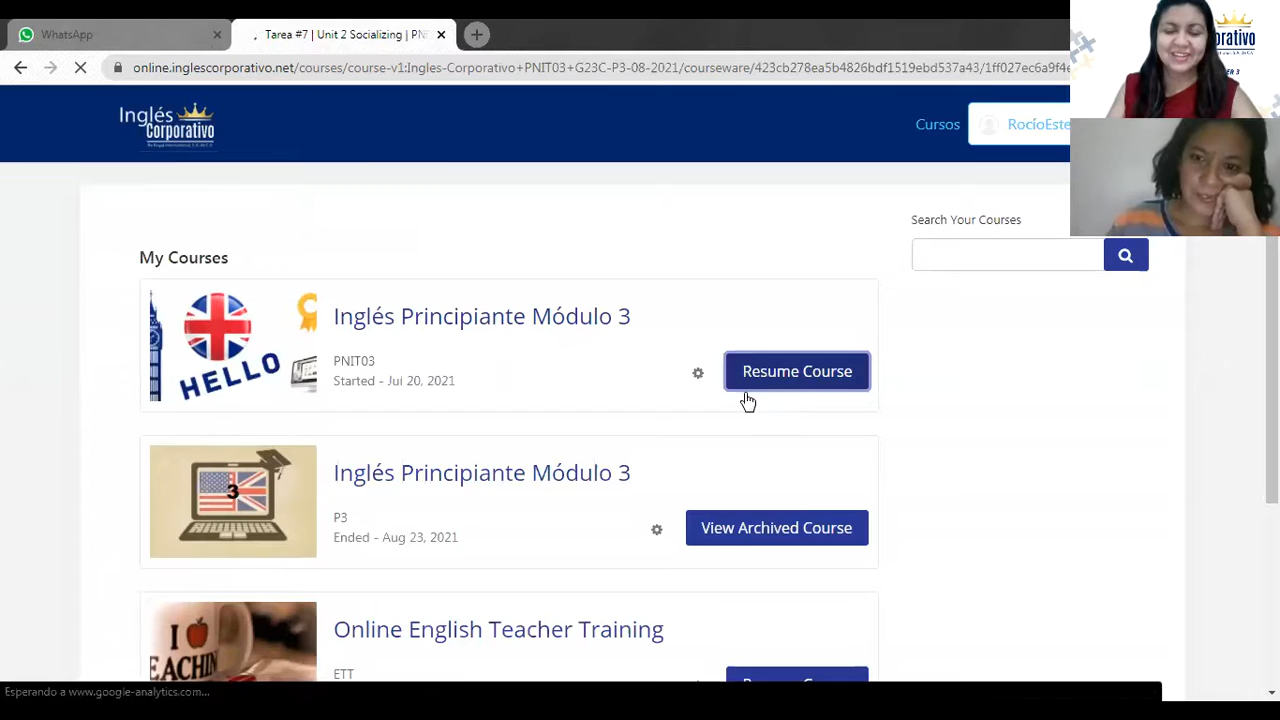 WhatsApp
Tarea #7 | Unit 2 Socializing | PN
online.inglescorporativo.net/courses/course-v1:Ingles-Corporativo+PNIT03+G23C-P3-08-2021/courseware/423cb278ea5b4826bdf1519ebd537a43/1ff027ec6a9f4e
Inglés
Corporativo
Cursos
RocíoEste
Search Your Courses
My Courses
HELLO
Inglés Principiante Módulo 3
PNIT03
Started - Jul 20, 2021
Resume Course
3
Inglés Principiante Módulo 3
P3
Ended - Aug 23, 2021
View Archived Course
I
EACHIN
Online English Teacher Training
ETT
Esperando a www.google-analytics.com...